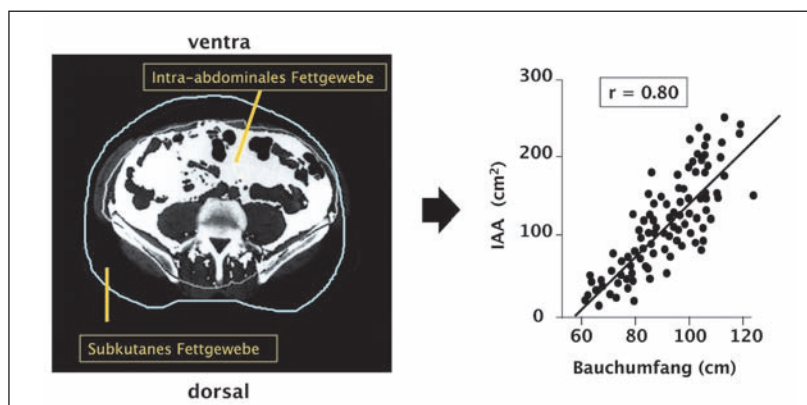 ventra
Intra-abdominales Fettgewebe
Subkutanes Fettgewebe
dorsal
r = 0.80
IAA (cm²)
300
200
100
0
60 80 100 120
Bauchumfang (cm)